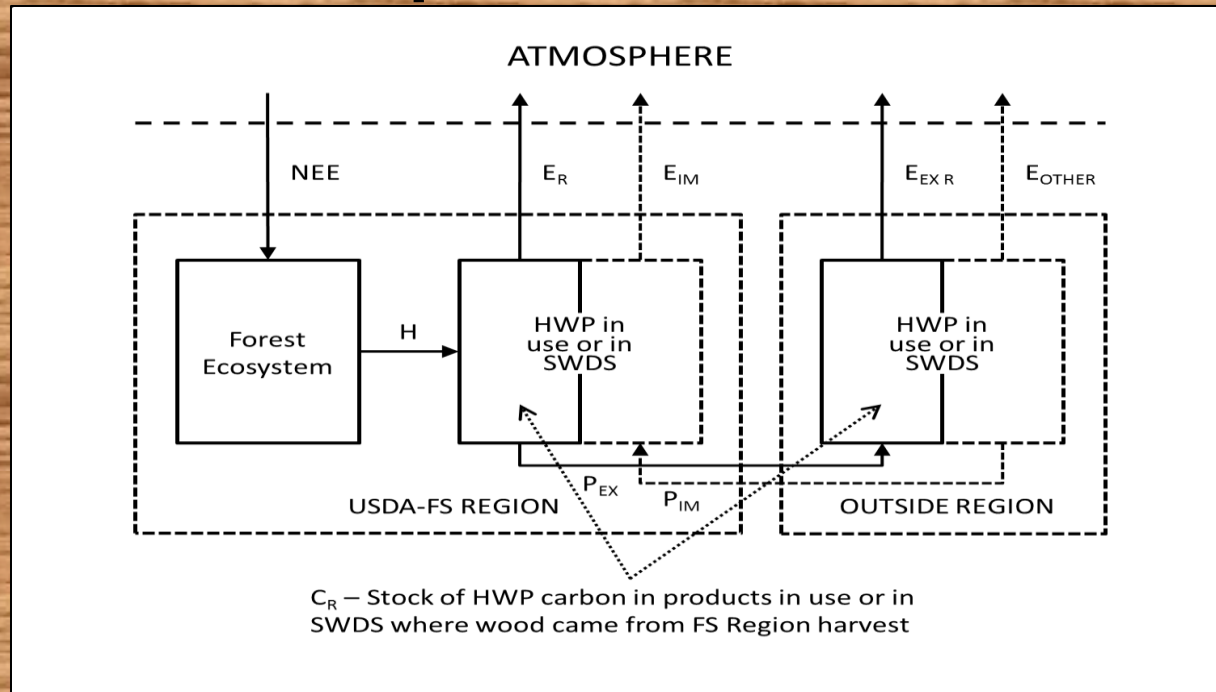 ATMOSPHERE
NEE
E_R
E_IM
E_EX R
E_OTHER
Forest
Ecosystem
H
HWP in
use or in
SWDS
HWP in
use or in
SWDS
P_EX
P_IM
USDA-FS REGION
OUTSIDE REGION
C_R – Stock of HWP carbon in products in use or in
SWDS where wood came from FS Region harvest